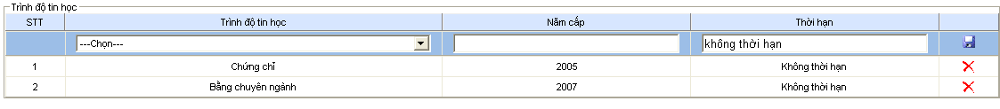 Trình độ tin học
STT Trình độ tin học Năm cấp Thời hạn
---Chọn--- không thời hạn
1 Chứng chỉ 2005 Không thời hạn
2 Bằng chuyên ngành 2007 Không thời hạn